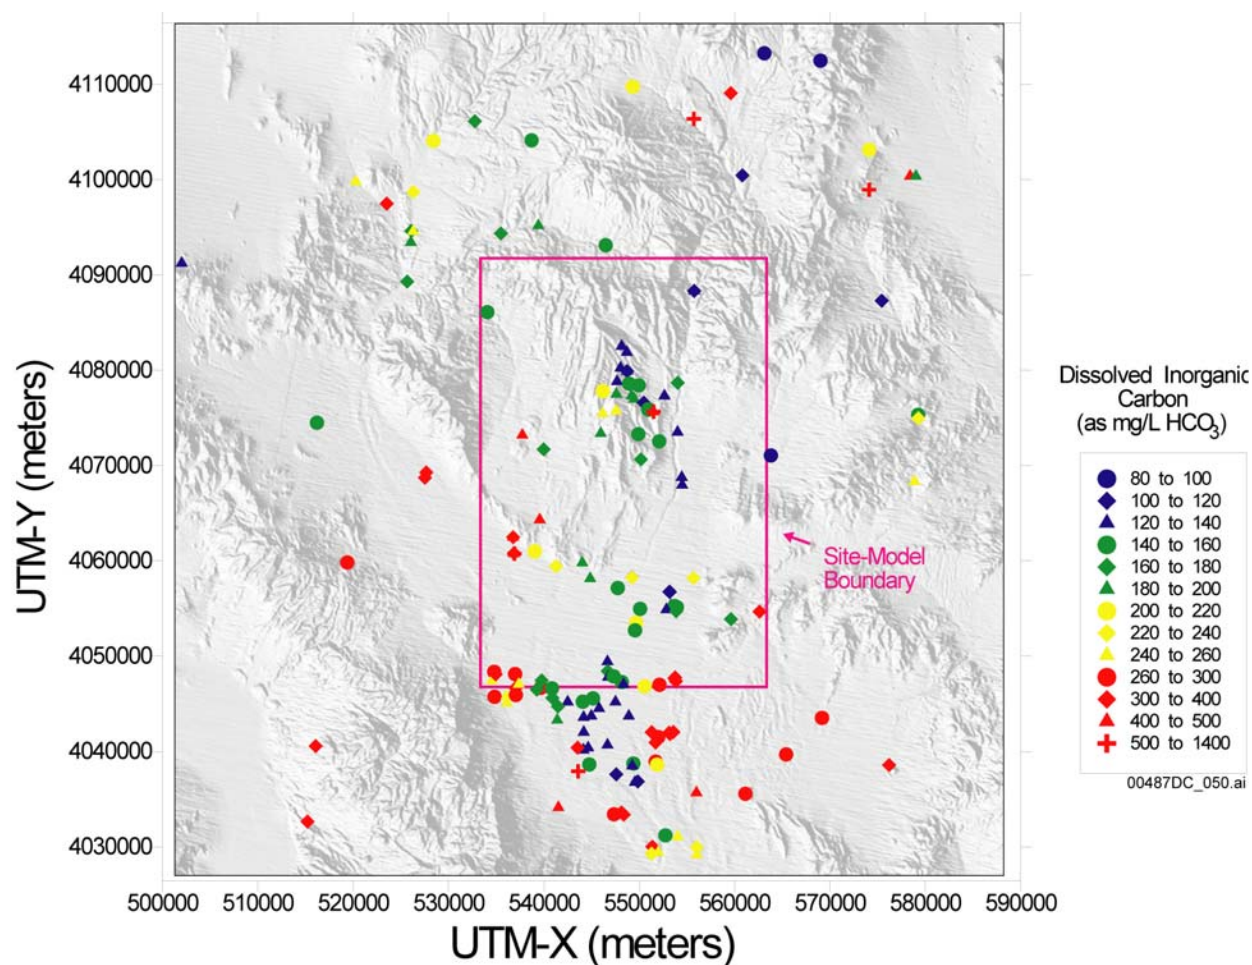 4110000
4100000
4090000
4080000
4070000
4060000
4050000
4040000
4030000
UTM-Y (meters)
500000 510000 520000 530000 540000 550000 560000 570000 580000 590000
UTM-X (meters)
Site-Model
Boundary
Dissolved Inorganic
Carbon
(as mg/L HCO3)
80 to 100
100 to 120
120 to 140
140 to 160
160 to 180
180 to 200
200 to 220
220 to 240
240 to 260
260 to 300
300 to 400
400 to 500
500 to 1400
00487DC_050.ai